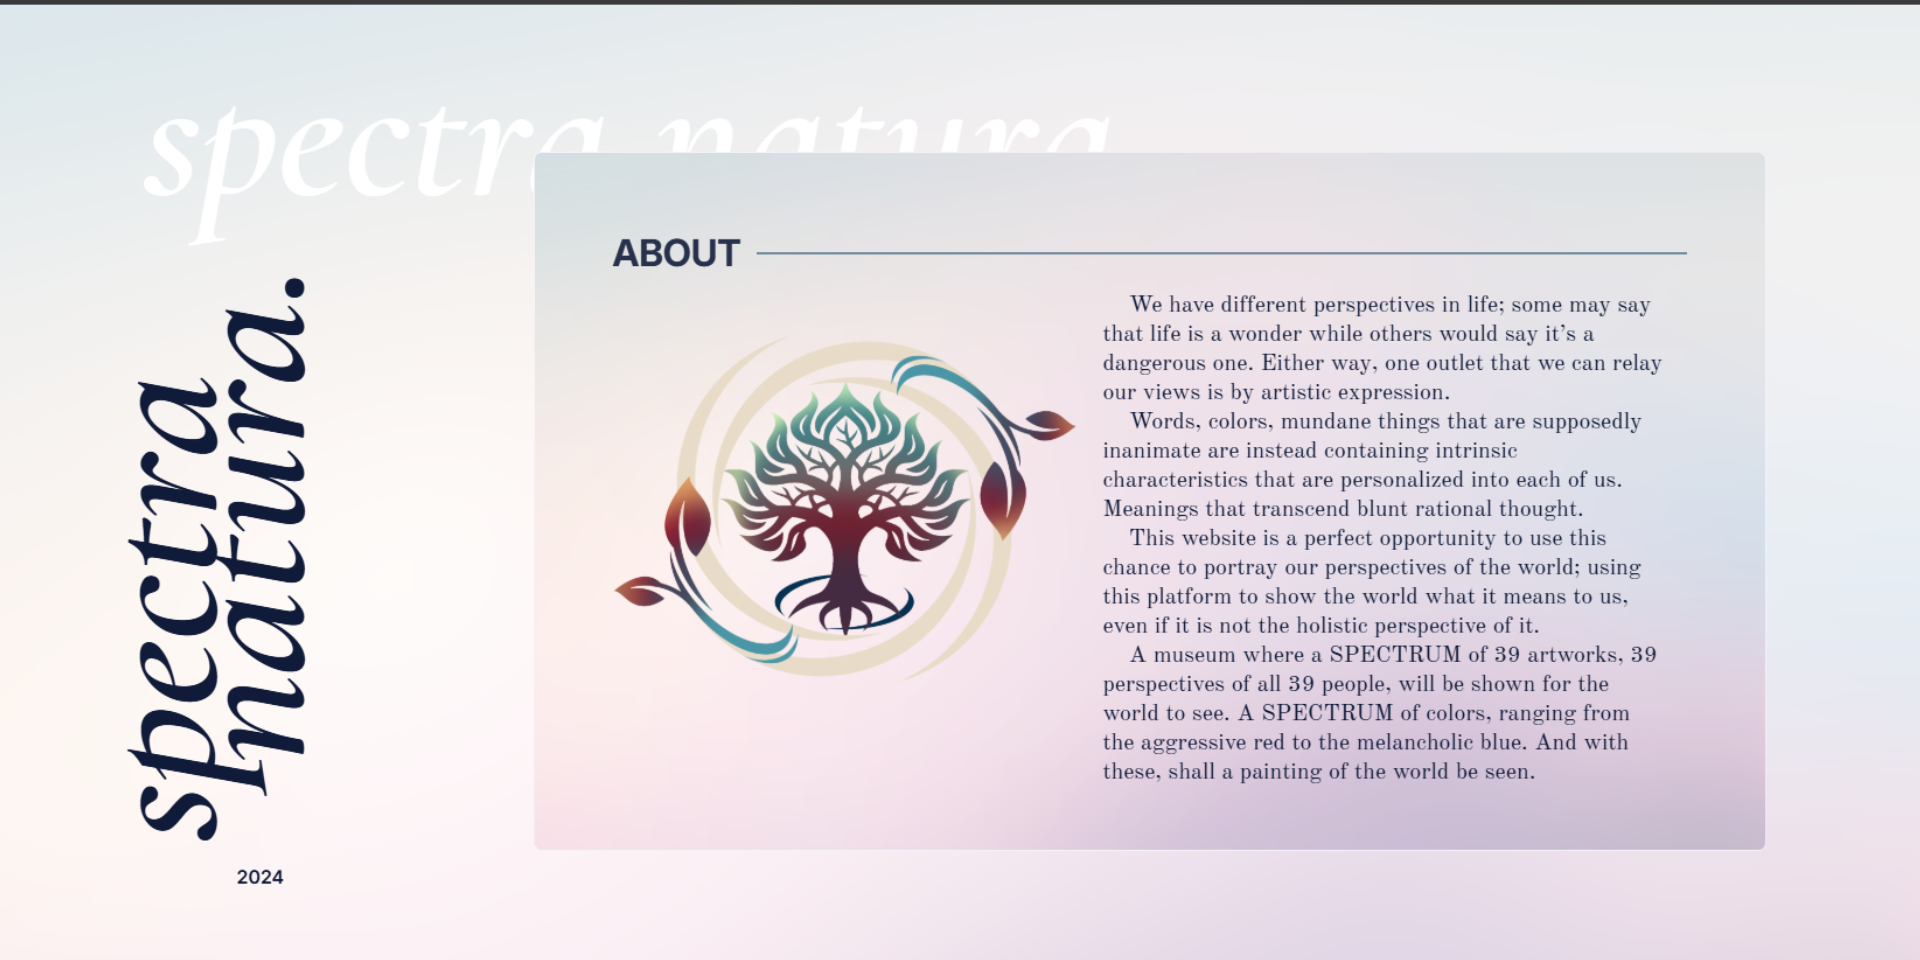 spectra natura
spectra
natura.
2024
ABOUT
We have different perspectives in life; some may say
that life is a wonder while others would say it’s a
dangerous one. Either way, one outlet that we can relay
our views is by artistic expression.
Words, colors, mundane things that are supposedly
inanimate are instead containing intrinsic
characteristics that are personalized into each of us.
Meanings that transcend blunt rational thought.
This website is a perfect opportunity to use this
chance to portray our perspectives of the world; using
this platform to show the world what it means to us,
even if it is not the holistic perspective of it.
A museum where a SPECTRUM of 39 artworks, 39
perspectives of all 39 people, will be shown for the
world to see. A SPECTRUM of colors, ranging from
the aggressive red to the melancholic blue. And with
these, shall a painting of the world be seen.